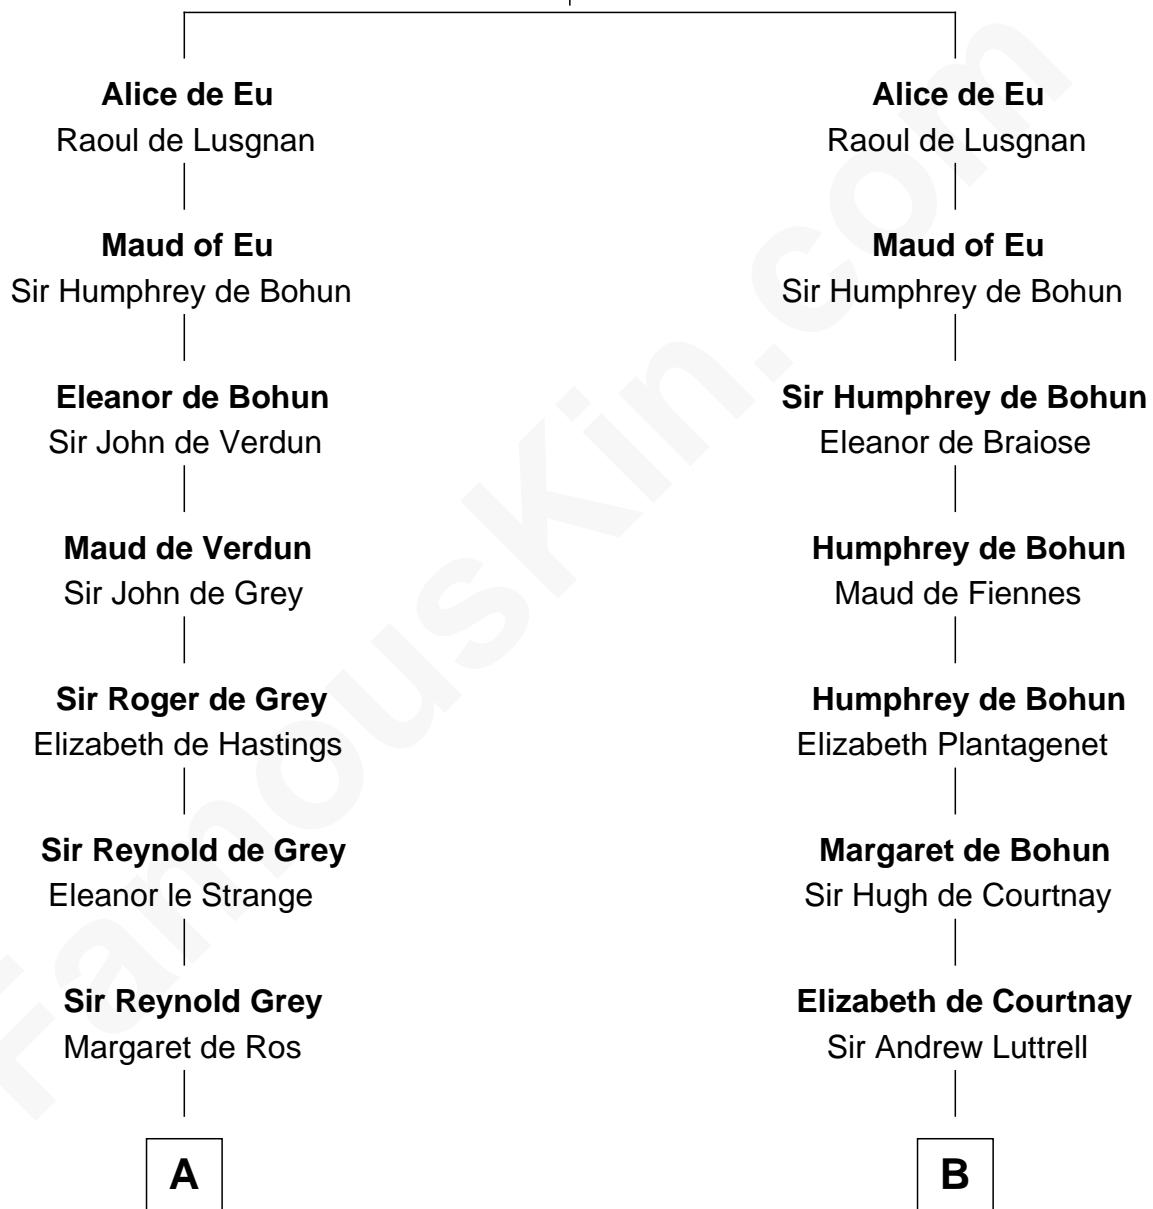 Alice de Eu
Raoul de Lusgnan
Maud of Eu
Sir Humphrey de Bohun
Eleanor de Bohun
Sir John de Verdun
Maud de Verdun
Sir John de Grey
Sir Roger de Grey
Elizabeth de Hastings
Sir Reynold de Grey
Eleanor le Strange
Sir Reynold Grey
Margaret de Ros
A
Alice de Eu
Raoul de Lusgnan
Maud of Eu
Sir Humphrey de Bohun
Sir Humphrey de Bohun
Eleanor de Braiose
Humphrey de Bohun
Maud de Fiennes
Humphrey de Bohun
Elizabeth Plantagenet
Margaret de Bohun
Sir Hugh de Courtnay
Elizabeth de Courtnay
Sir Andrew Luttrell
B
FamousKin.com